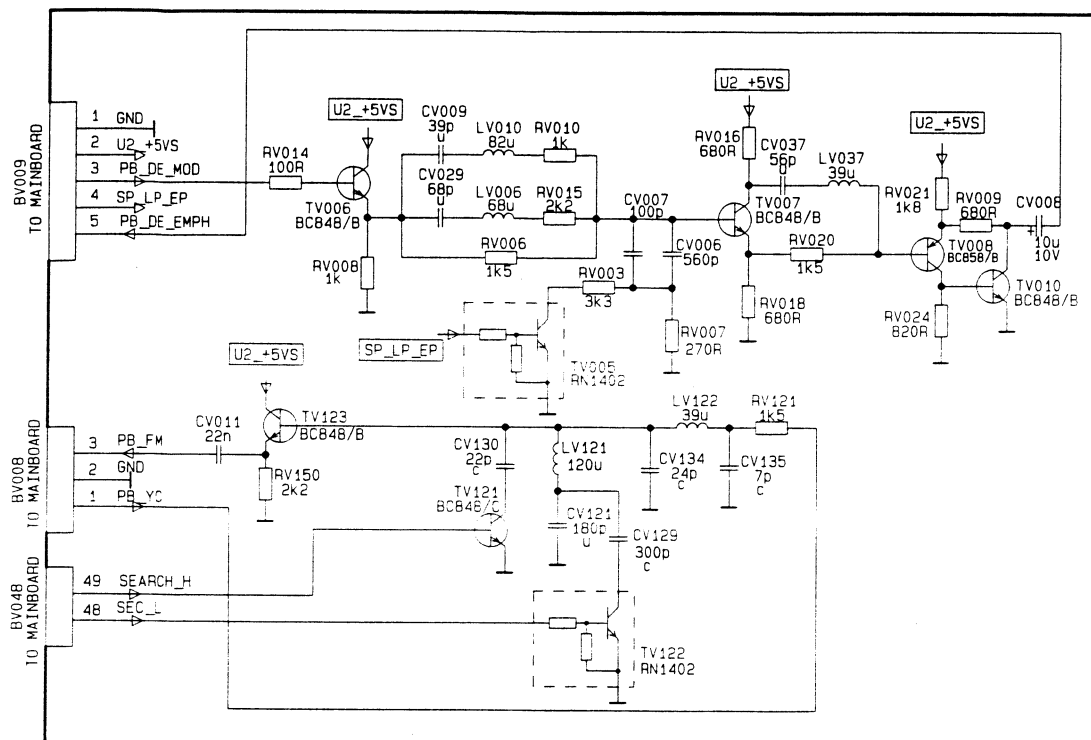 BV009
TO MAINBOARD
1 GND
2 U2_+5VS
3 PB_DE_MOD
4 SP_LP_EP
5 PB_DE_EMPH
RV014
100R
U2_+5VS
TV006
BC848/B
RV008
1k
CV009
39p
u
LV010
82u
RV010
1k
CV029
68p
u
LV006
68u
RV015
2k2
RV006
1k5
CV007
100p
CV006
560p
RV003
3k3
RV007
270R
SP_LP_EP
TV005
RN1402
U2_+5VS
RV016
680R
TV007
BC848/B
CV037
56p
u
LV037
39u
RV020
1k5
RV018
680R
U2_+5VS
RV021
1k8
RV009
680R
CV008
+
10u
10V
TV008
BC858/B
TV010
BC848/B
RV024
820R
BV008
TO MAINBOARD
3 PB_FM
2 GND
1 PB_YC
CV011
22n
U2_+5VS
TV123
BC848/B
RV150
2k2
CV130
22p
C
TV121
BC848/C
LV121
120u
CV121
180p
u
CV129
300p
C
CV134
24p
C
LV122
39u
CV135
7p
C
RV121
1k5
BV048
TO MAINBOARD
49 SEARCH_H
48 SEC_L
TV122
RN1402